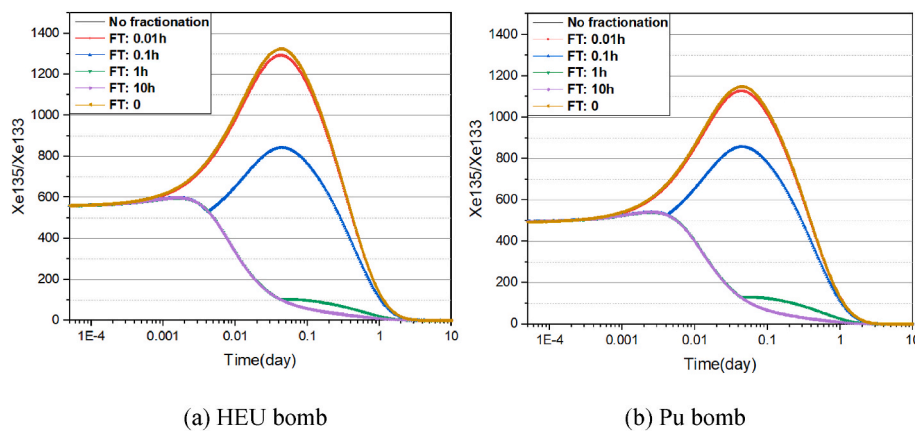 No fractionation
FT: 0.01h
FT: 0.1h
FT: 1h
FT: 10h
FT: 0
1400
1200
1000
800
600
400
200
0
Xe135/Xe133
1E-4
0.001
0.01
0.1
1
10
Time(day)
(a) HEU bomb
No fractionation
FT: 0.01h
FT: 0.1h
FT: 1h
FT: 10h
FT: 0
1400
1200
1000
800
600
400
200
0
Xe135/Xe133
1E-4
0.001
0.01
0.1
1
10
Time(day)
(b) Pu bomb